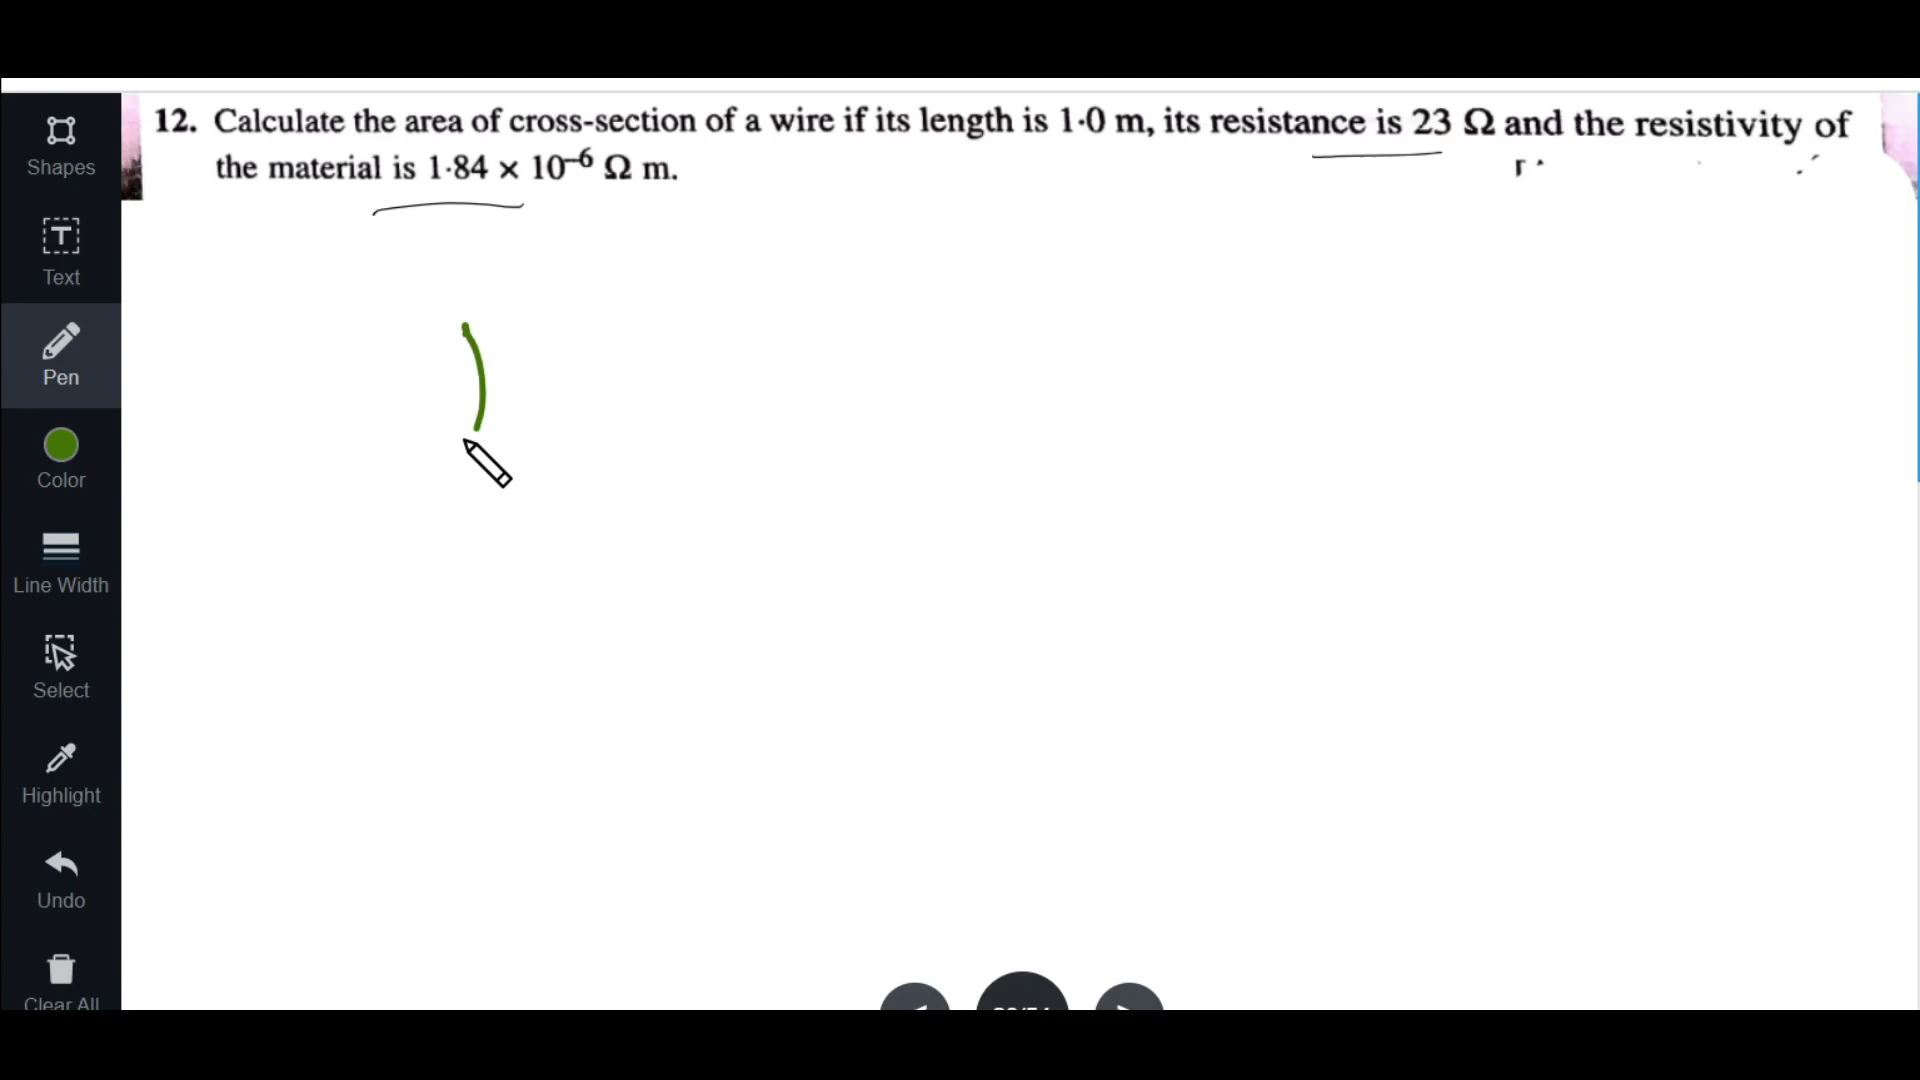 12. Calculate the area of cross-section of a wire if its length is 1·0 m, its resistance is 23 Ω and the resistivity of
the material is 1·84 × 10⁻⁶ Ω m.
Shapes
Text
Pen
Color
Line Width
Select
Highlight
Undo
Clear All